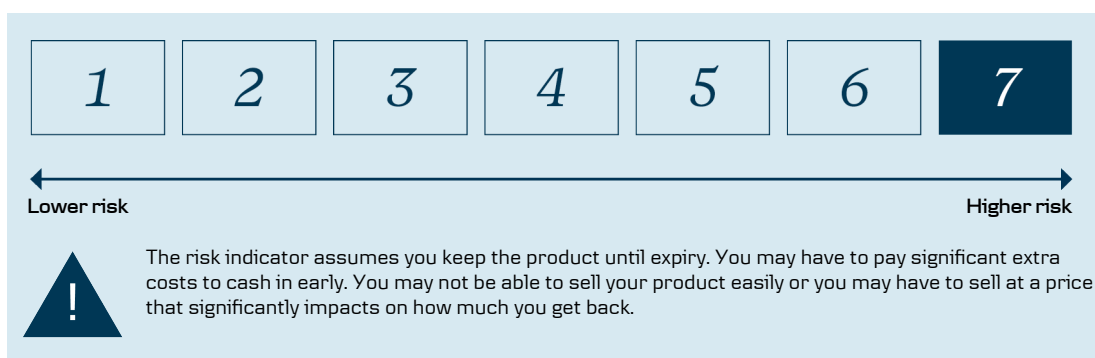 1 2 3 4 5 6 7
Lower risk Higher risk
!
The risk indicator assumes you keep the product until expiry. You may have to pay significant extra
costs to cash in early. You may not be able to sell your product easily or you may have to sell at a price
that significantly impacts on how much you get back.